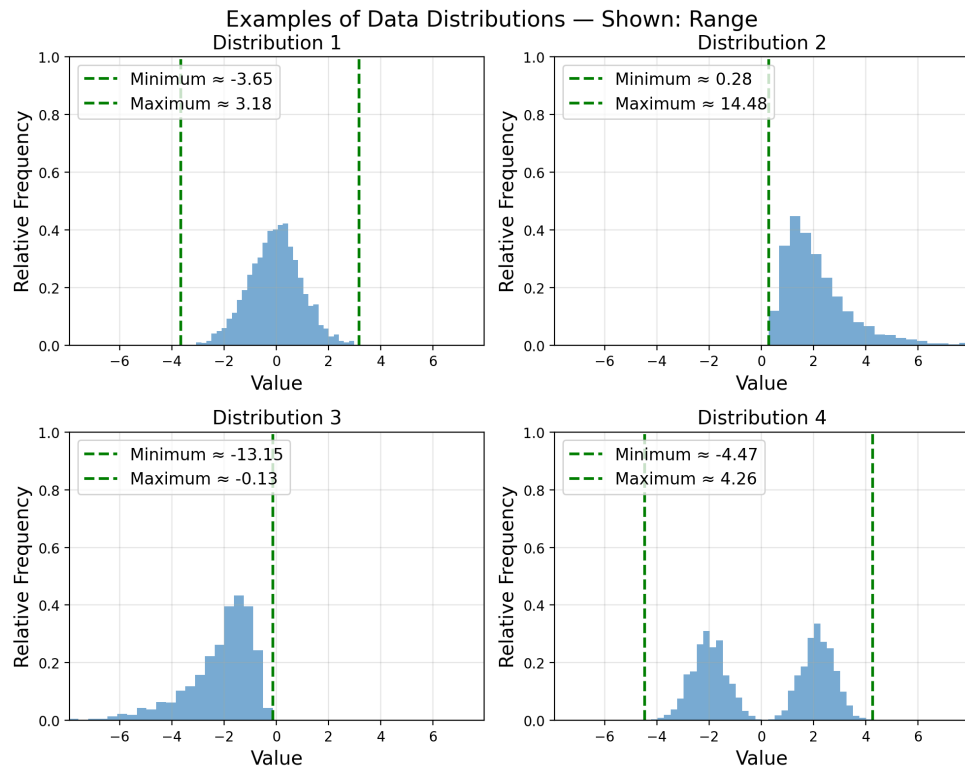 Examples of Data Distributions — Shown: Range
Distribution 1
Minimum ≈ -3.65
Maximum ≈ 3.18
Relative Frequency
1.0
0.8
0.6
0.4
0.2
0.0
−6 −4 −2 0 2 4 6
Value
Distribution 2
Minimum ≈ 0.28
Maximum ≈ 14.48
Relative Frequency
1.0
0.8
0.6
0.4
0.2
0.0
−6 −4 −2 0 2 4 6
Value
Distribution 3
Minimum ≈ -13.15
Maximum ≈ -0.13
Relative Frequency
1.0
0.8
0.6
0.4
0.2
0.0
−6 −4 −2 0 2 4 6
Value
Distribution 4
Minimum ≈ -4.47
Maximum ≈ 4.26
Relative Frequency
1.0
0.8
0.6
0.4
0.2
0.0
−6 −4 −2 0 2 4 6
Value